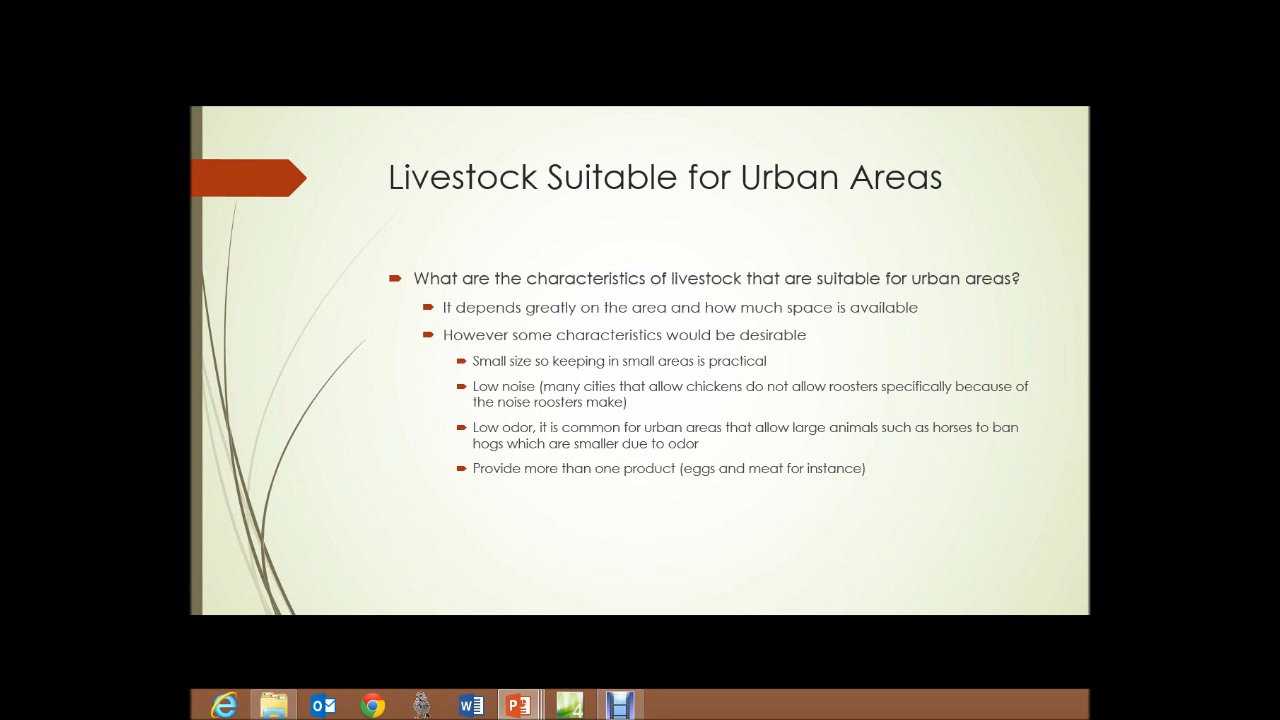 Livestock Suitable for Urban Areas
What are the characteristics of livestock that are suitable for urban areas?
It depends greatly on the area and how much space is available
However some characteristics would be desirable
Small size so keeping in small areas is practical
Low noise (many cities that allow chickens do not allow roosters specifically because of
the noise roosters make)
Low odor, it is common for urban areas that allow large animals such as horses to ban
hogs which are smaller due to odor
Provide more than one product (eggs and meat for instance)